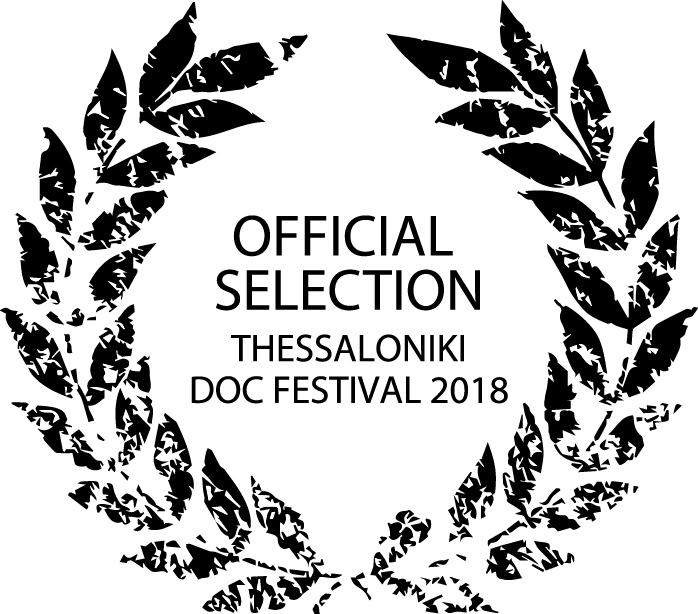 OFFICIAL
SELECTION
THESSALONIKI
DOC FESTIVAL 2018